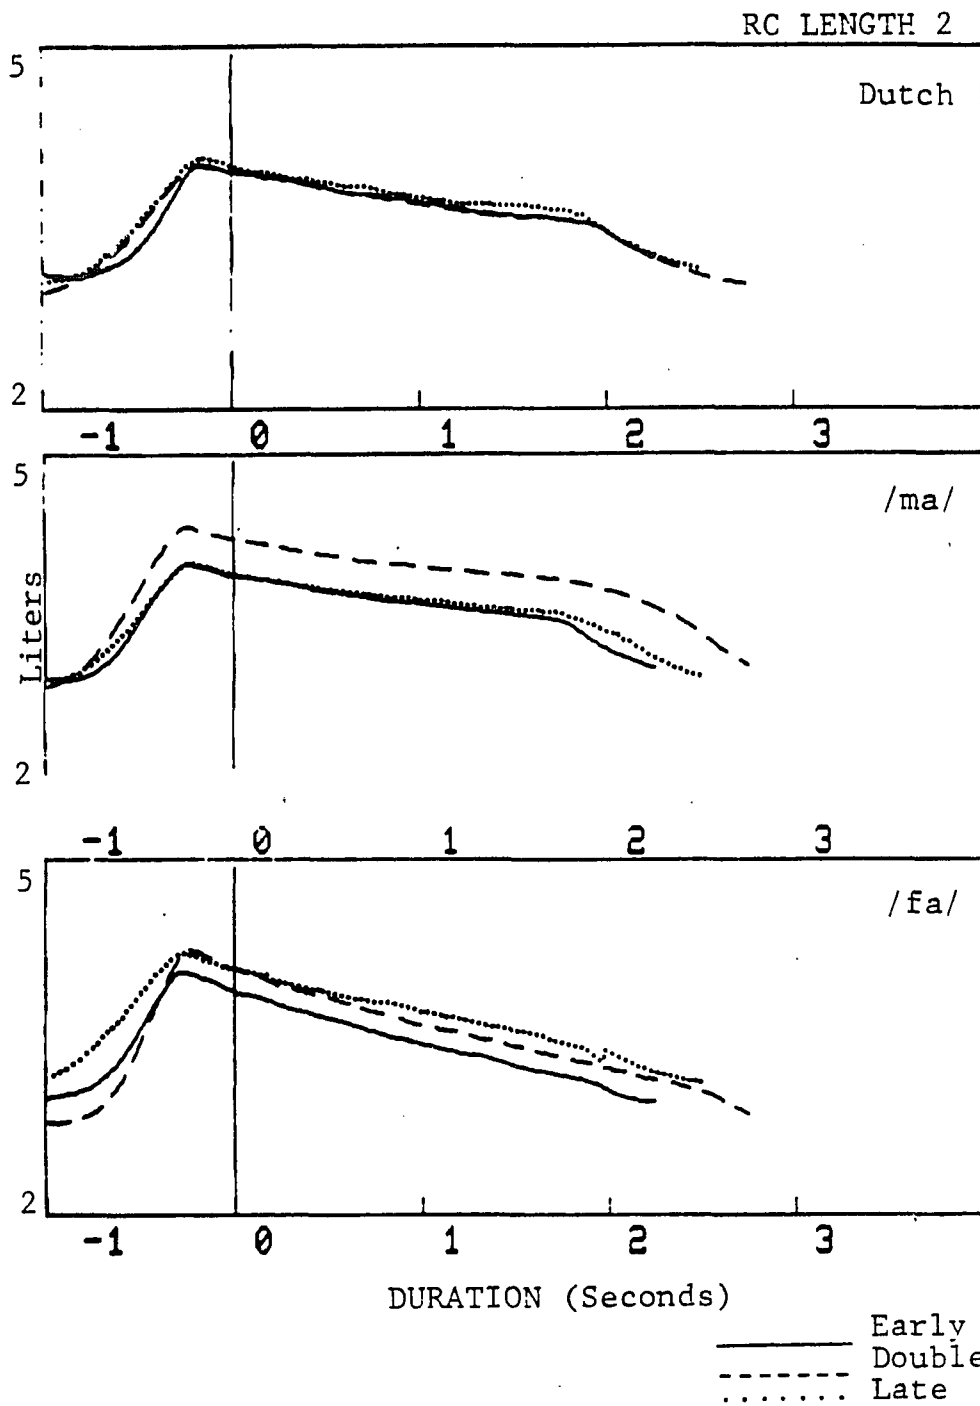 RC LENGTH 2
5
Dutch
2
-1 0 1 2 3
5
/ma/
Liters
2
-1 0 1 2 3
5
/fa/
2
-1 0 1 2 3
DURATION (Seconds)
Early
Double
Late